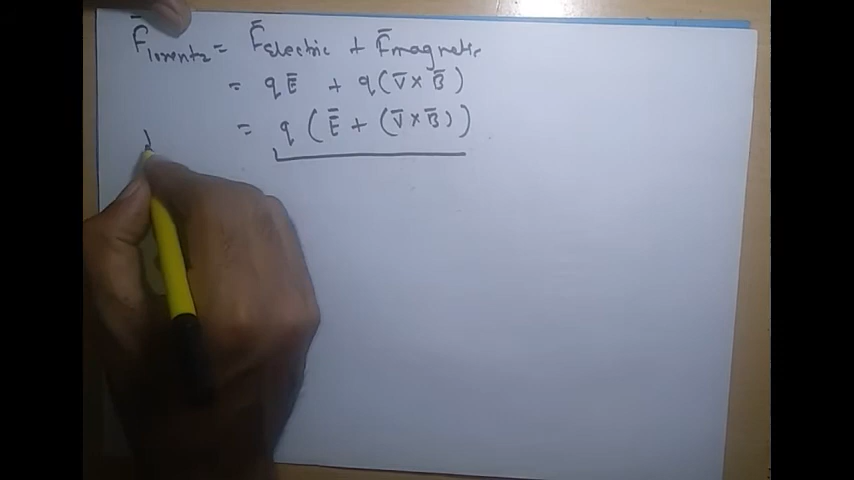 F̄lorentz = F̄electric + F̄magnetic
= qĒ + q(V̄ × B̄)
= q(Ē + (V̄ × B̄))